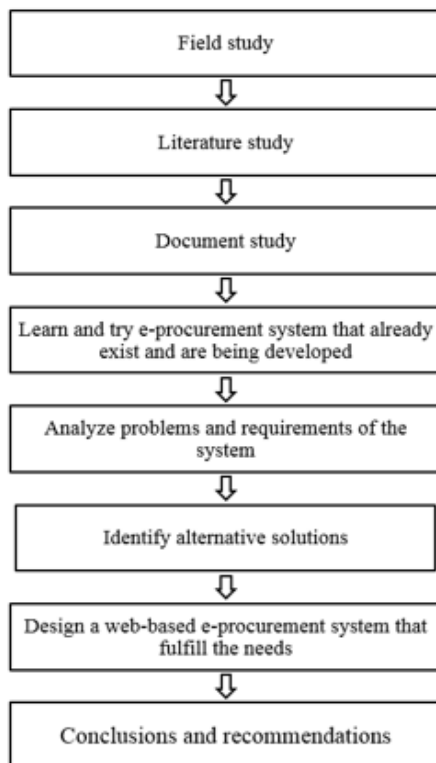 Field study
Literature study
Document study
Learn and try e-procurement system that already
exist and are being developed
Analyze problems and requirements of the
system
Identify alternative solutions
Design a web-based e-procurement system that
fulfill the needs
Conclusions and recommendations